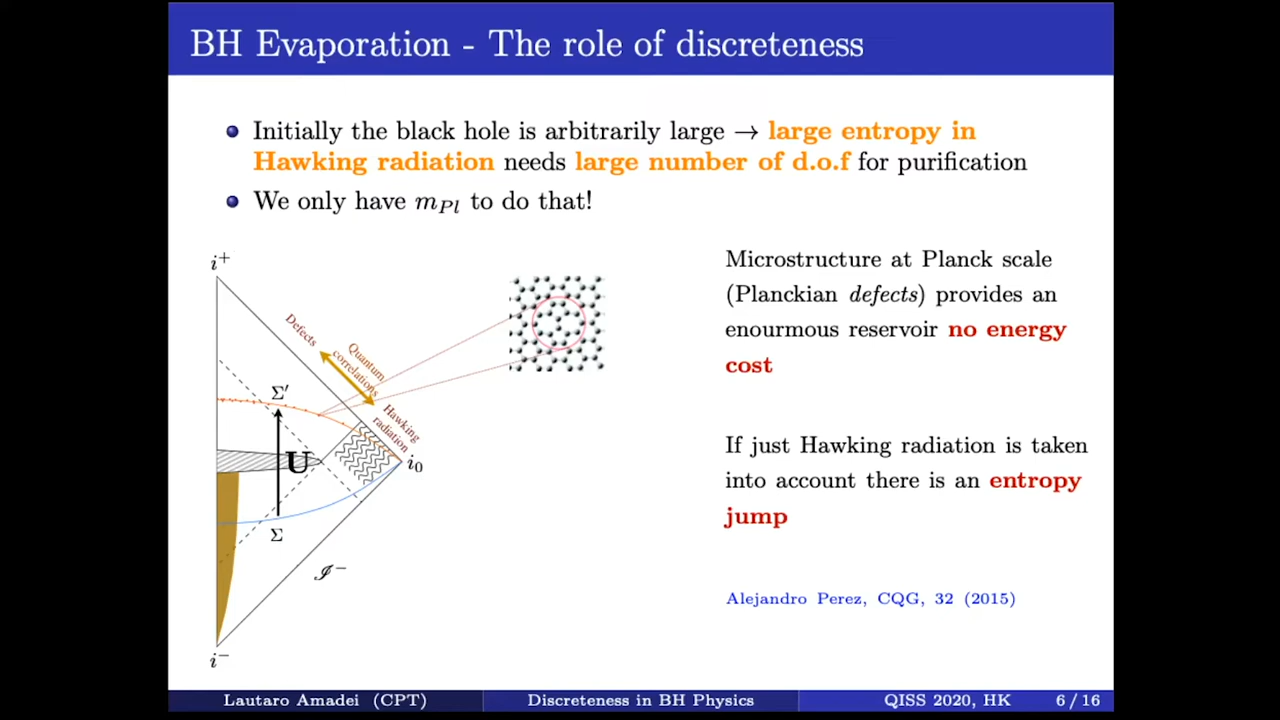 BH Evaporation - The role of discreteness
Initially the black hole is arbitrarily large → large entropy in
Hawking radiation needs large number of d.o.f for purification
We only have m_{Pl} to do that!
i⁺
Defects
Quantum
correlations
Hawking
radiation
Σ′
U
i₀
Σ
ℐ⁻
i⁻
Microstructure at Planck scale
(Planckian defects) provides an
enourmous reservoir no energy
cost
If just Hawking radiation is taken
into account there is an entropy
jump
Alejandro Perez, CQG, 32 (2015)
Lautaro Amadei (CPT)
Discreteness in BH Physics
QISS 2020, HK
6 / 16